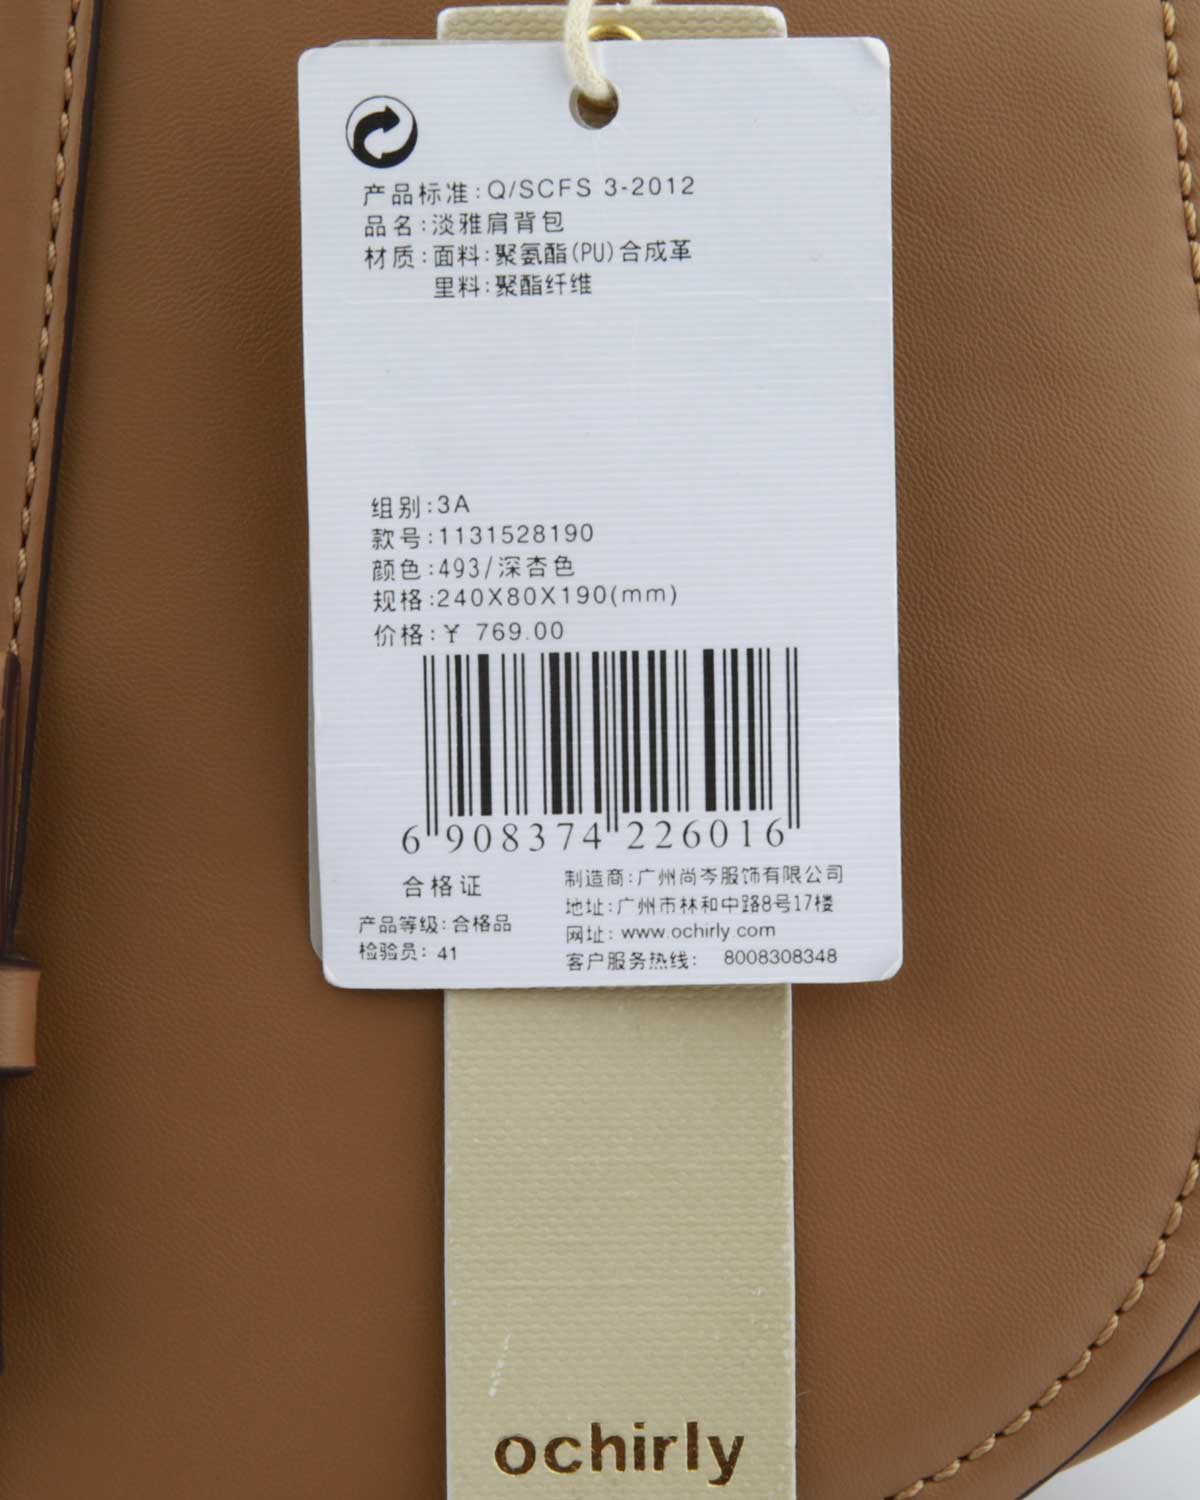 产品标准:Q/SCFS 3-2012
品名:淡雅肩背包
材质:面料:聚氨酯(PU)合成革
里料:聚酯纤维
组别:3A
款号:1131528190
颜色:493/深杏色
规格:240X80X190(mm)
价格:¥ 769.00
6 908374 226016
合格证
产品等级:合格品
检验员: 41
制造商:广州尚岑服饰有限公司
地址:广州市林和中路8号17楼
网址: www.ochirly.com
客户服务热线: 8008308348
ochirly